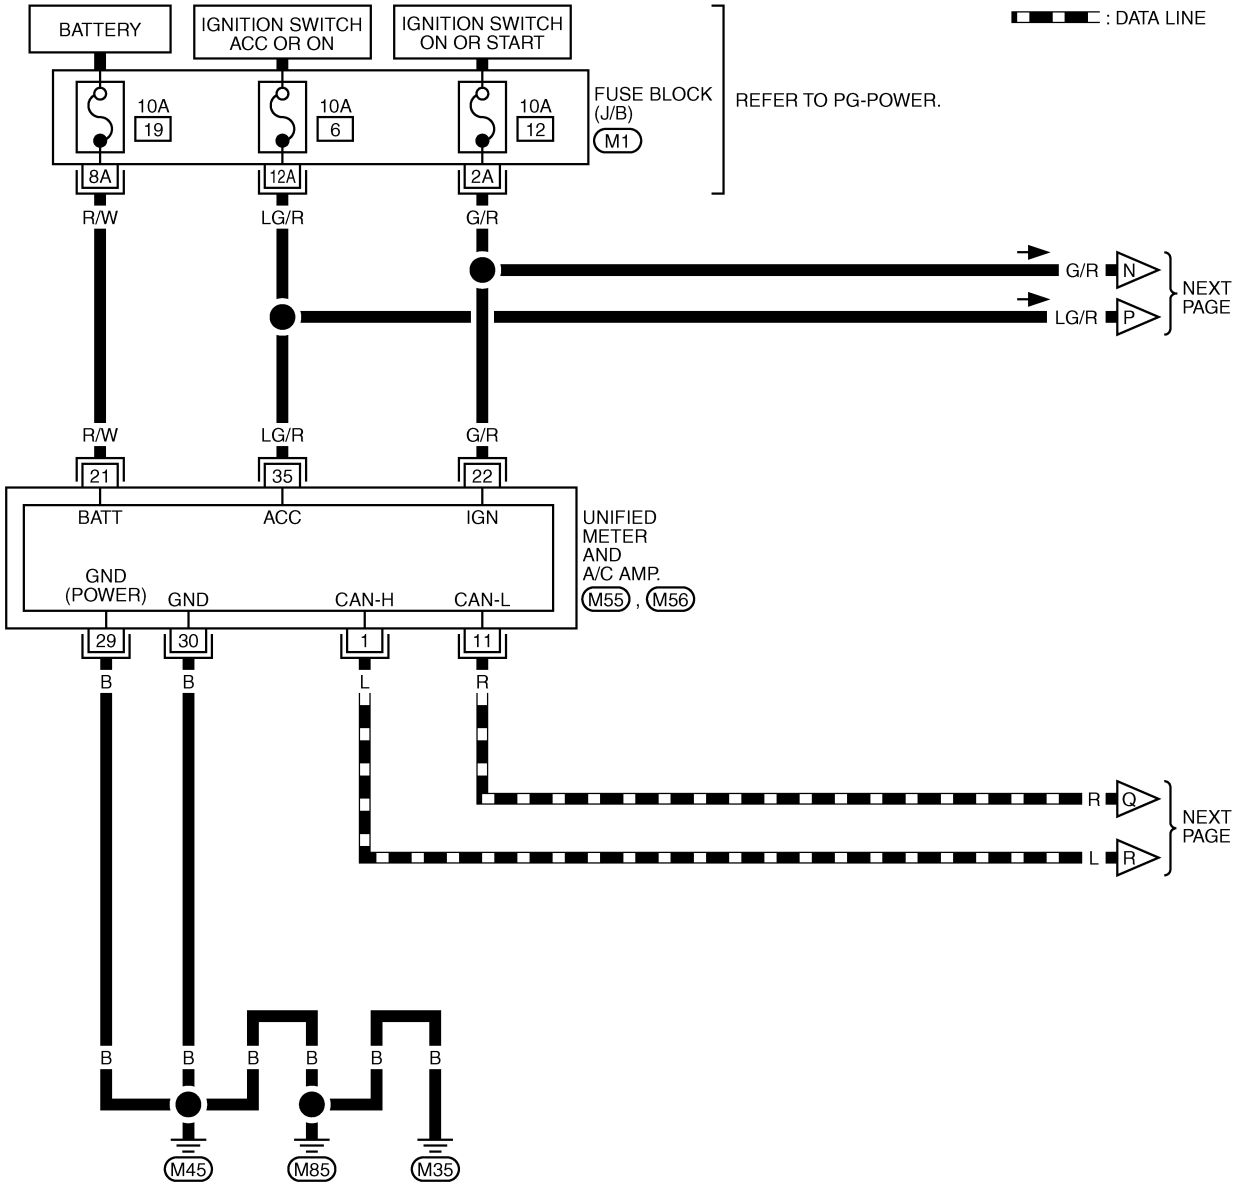 BATTERY
IGNITION SWITCH
ACC OR ON
IGNITION SWITCH
ON OR START
: DATA LINE
10A
19
10A
6
10A
12
FUSE BLOCK
(J/B)
M1
REFER TO PG-POWER.
8A
12A
2A
R/W
LG/R
G/R
G/R
N
LG/R
P
NEXT
PAGE
R/W
LG/R
G/R
21
35
22
BATT
ACC
IGN
UNIFIED
METER
AND
A/C AMP.
M55 , M56
GND
(POWER)
GND
CAN-H
CAN-L
29
30
1
11
B
B
L
R
R
Q
L
R
NEXT
PAGE
B
B
B
B
B
B
M45
M85
M35